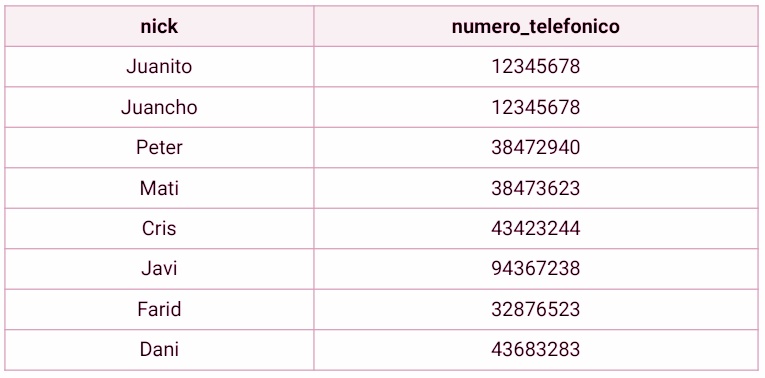 nick numero_telefonico
Juanito 12345678
Juancho 12345678
Peter 38472940
Mati 38473623
Cris 43423244
Javi 94367238
Farid 32876523
Dani 43683283